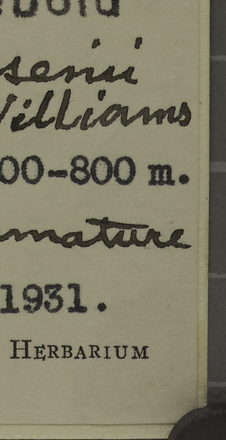 senii
Williams
00-800 m.
mature
1931.
HERBARIUM